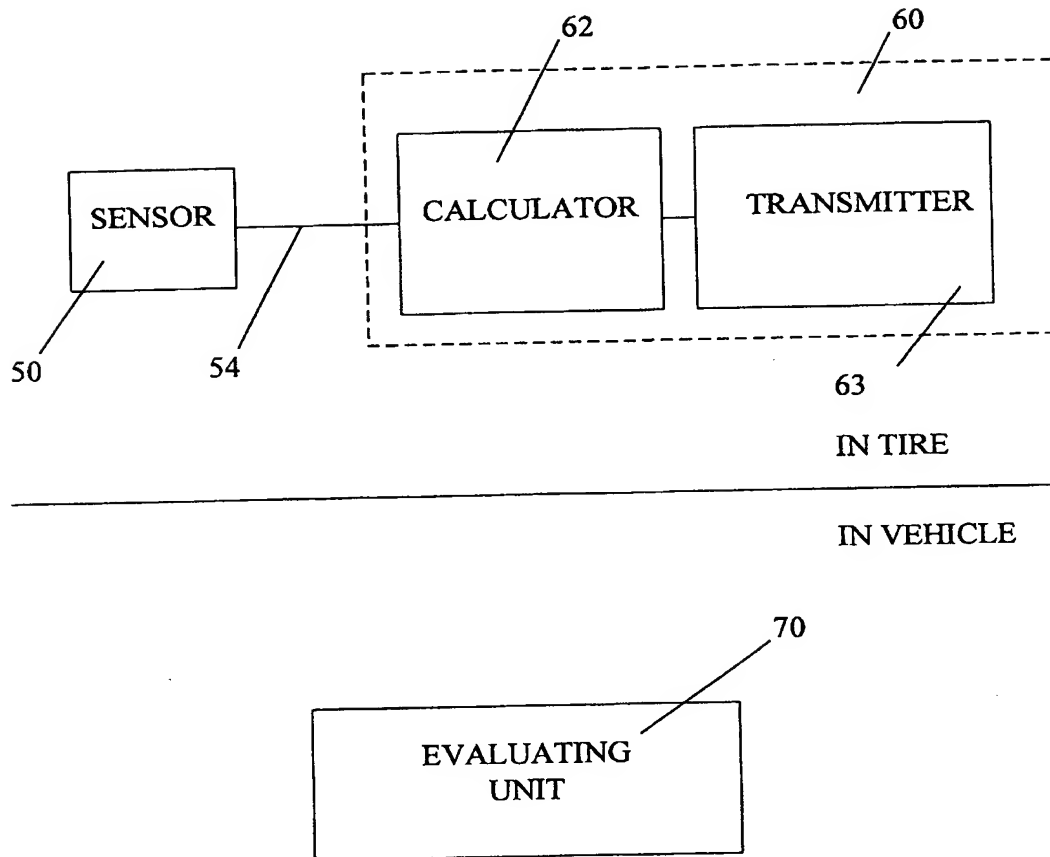 62
60
SENSOR
CALCULATOR
TRANSMITTER
50
54
63
IN TIRE
IN VEHICLE
70
EVALUATING
UNIT